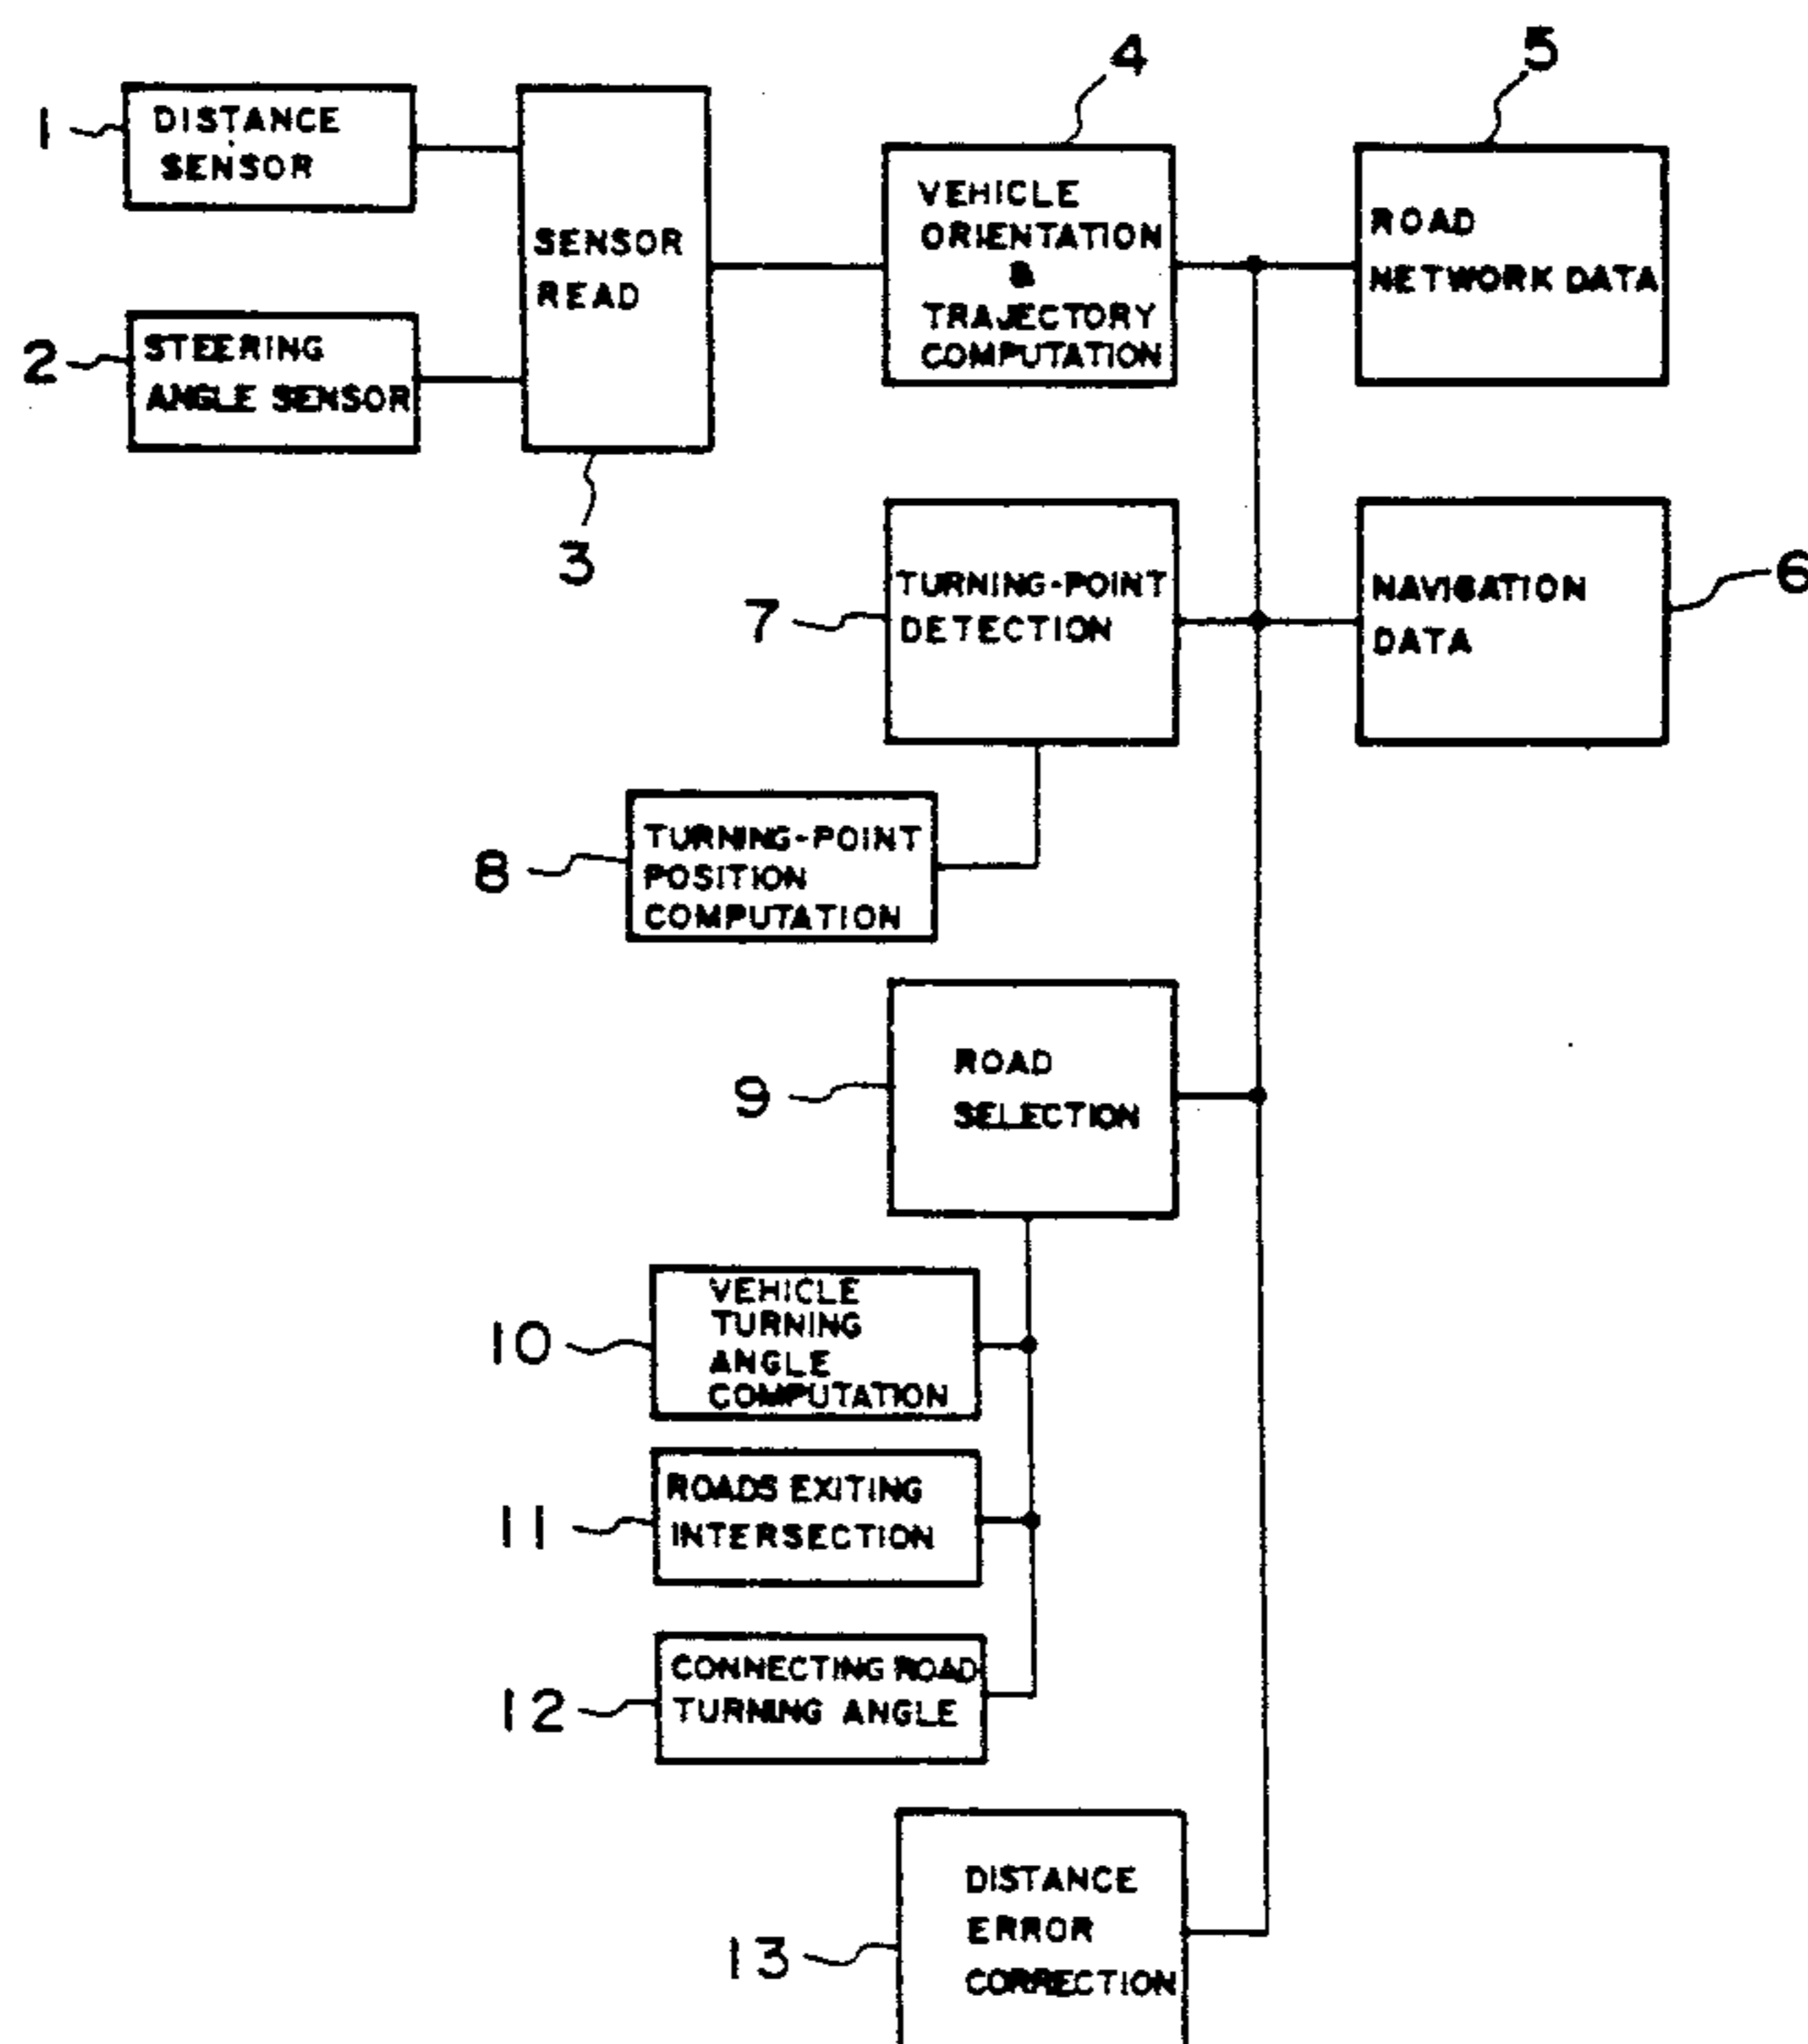 1
DISTANCE
SENSOR
2
STEERING
ANGLE SENSOR
SENSOR
READ
3
4
VEHICLE
ORIENTATION
&
TRAJECTORY
COMPUTATION
5
ROAD
NETWORK DATA
6
NAVIGATION
DATA
7
TURNING-POINT
DETECTION
8
TURNING-POINT
POSITION
COMPUTATION
9
ROAD
SELECTION
10
VEHICLE
TURNING
ANGLE
COMPUTATION
11
ROADS EXITING
INTERSECTION
12
CONNECTING ROAD
TURNING ANGLE
13
DISTANCE
ERROR
CORRECTION